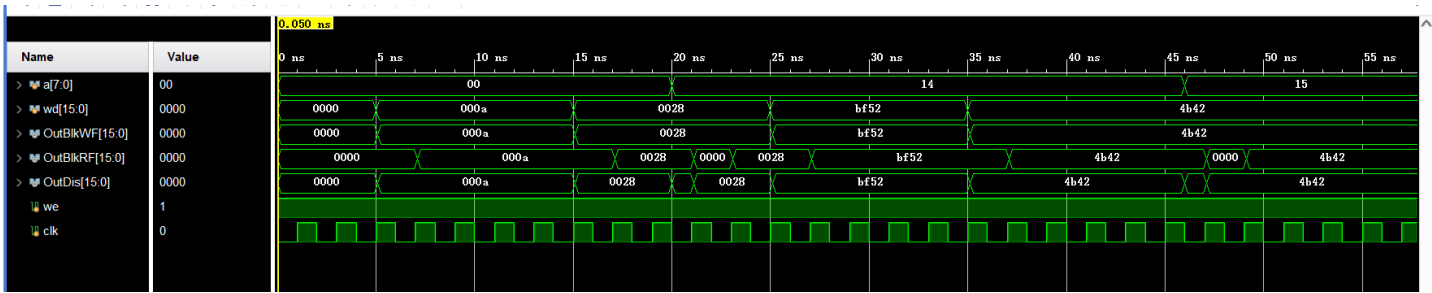 0.050 ns
Name Value 0 ns 5 ns 10 ns 15 ns 20 ns 25 ns 30 ns 35 ns 40 ns 45 ns 50 ns 55 ns
a[7:0] 00 00 14 15
wd[15:0] 0000 0000 000a 0028 bf52 4b42
OutBlkWF[15:0] 0000 0000 000a 0028 bf52 4b42
OutBlkRF[15:0] 0000 0000 000a 0028 0000 0028 bf52 4b42 0000 4b42
OutDis[15:0] 0000 0000 000a 0028 0028 bf52 4b42 4b42
we 1
clk 0